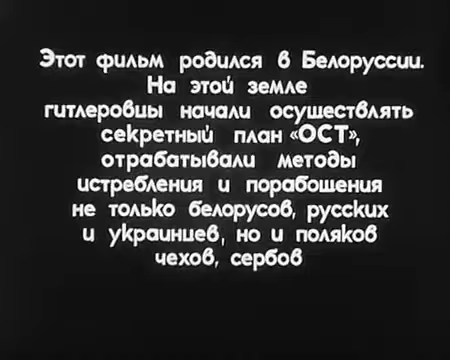 Этот фильм родился в Белоруссии.
На этой земле
гитлеровцы начали осуществлять
секретный план «ОСТ»,
отрабатывали методы
истребления и порабощения
не только белорусов, русских
и украинцев, но и поляков
чехов, сербов